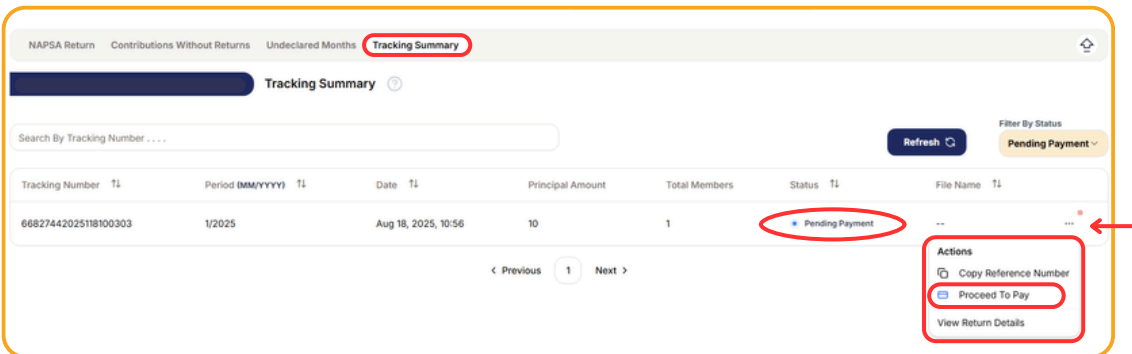 NAPSA Return Contributions Without Returns Undeclared Months Tracking Summary
Tracking Summary ?
Search By Tracking Number . . . .
Refresh
Filter By Status
Pending Payment
Tracking Number Period (MM/YYYY) Date Principal Amount Total Members Status File Name
66827442025118100303 1/2025 Aug 18, 2025, 10:56 10 1 Pending Payment -- ...
< Previous 1 Next >
Actions
Copy Reference Number
Proceed To Pay
View Return Details